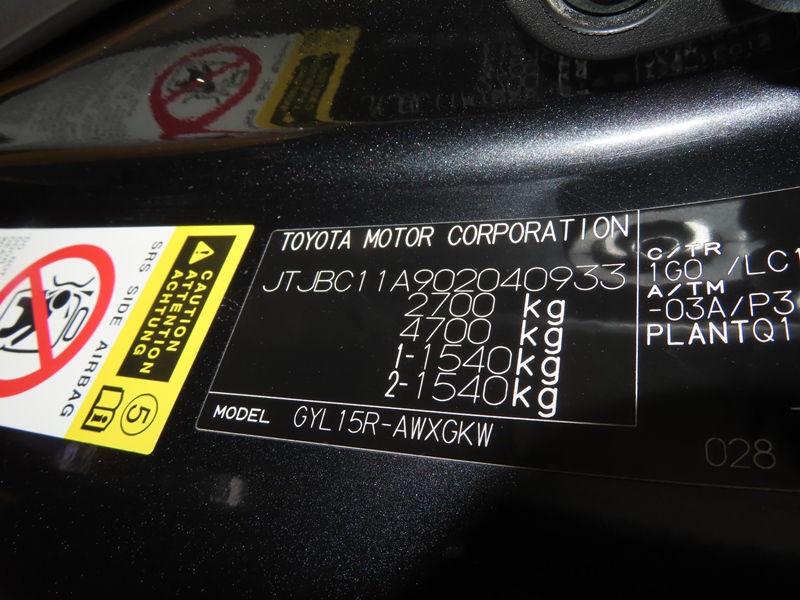 TOYOTA MOTOR CORPORATION
JTJBC11A902040933
2700 kg
4700 kg
1-1540kg
2-1540kg
MODEL GYL15R-AWXGKW
C/TR
1G0 /LC1
A/TM
-03A/P3
PLANTQ1
028
SRS SIDE AIRBAG
CAUTION
ATTENTION
ACHTUNG
5